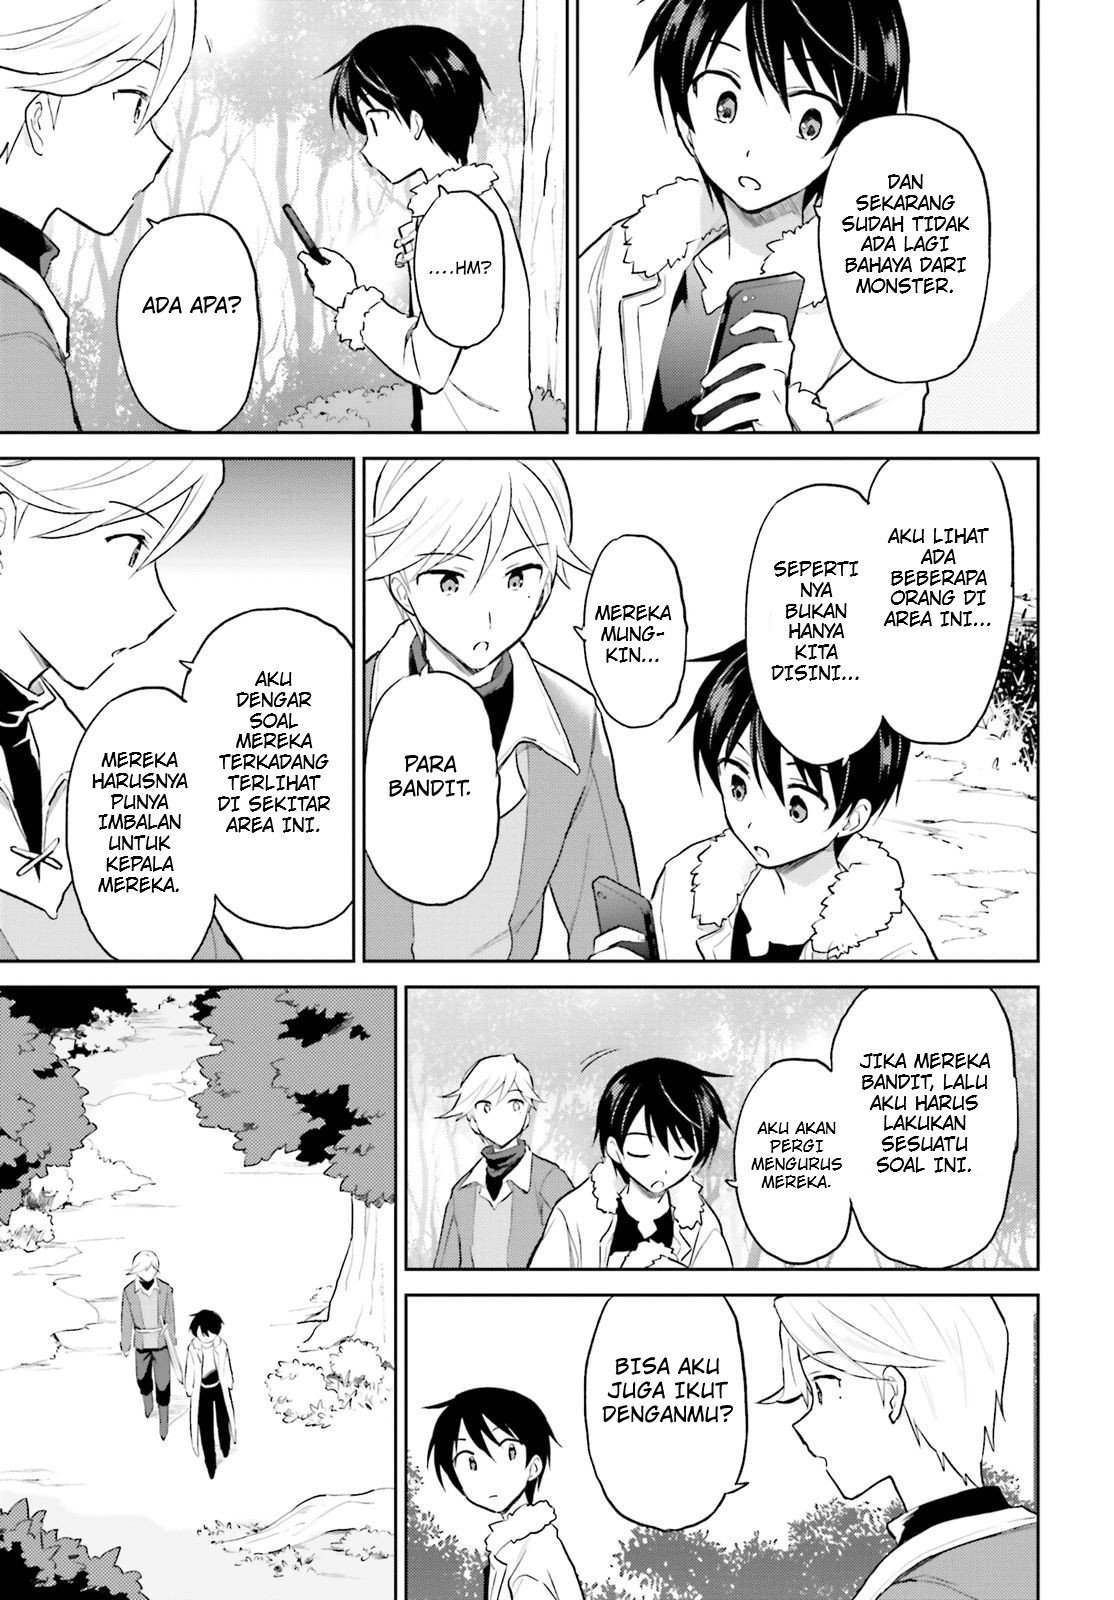 DAN
SEKARANG
SUDAH TIDAK
ADA LAGI
BAHAYA DARI
MONSTER.
....HM?
ADA APA?
AKU LIHAT
ADA
BEBERAPA
ORANG DI
AREA INI...
SEPERTI
NYA
BUKAN
HANYA
KITA
DISINI...
MEREKA
MUNG-
KIN...
PARA
BANDIT.
AKU
DENGAR
SOAL
MEREKA
TERKADANG
TERLIHAT
DI SEKITAR
AREA INI.
MEREKA
HARUSNYA
PUNYA
IMBALAN
UNTUK
KEPALA
MEREKA.
JIKA MEREKA
BANDIT, LALU
AKU HARUS
LAKUKAN
SESUATU
SOAL INI.
AKU AKAN
PERGI
MENGURUS
MEREKA.
BISA AKU
JUGA IKUT
DENGANMU?